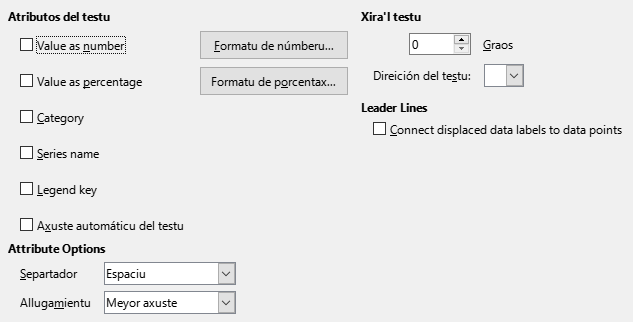 Atributos del testu
Value as number
Formatu de númberu...
Value as percentage
Formatu de porcentax...
Category
Series name
Legend key
Axuste automáticu del testu
Attribute Options
Separtador
Espaciu
Allugamientu
Meyor axuste
Xira'l testu
0
Graos
Direición del testu:
Leader Lines
Connect displaced data labels to data points